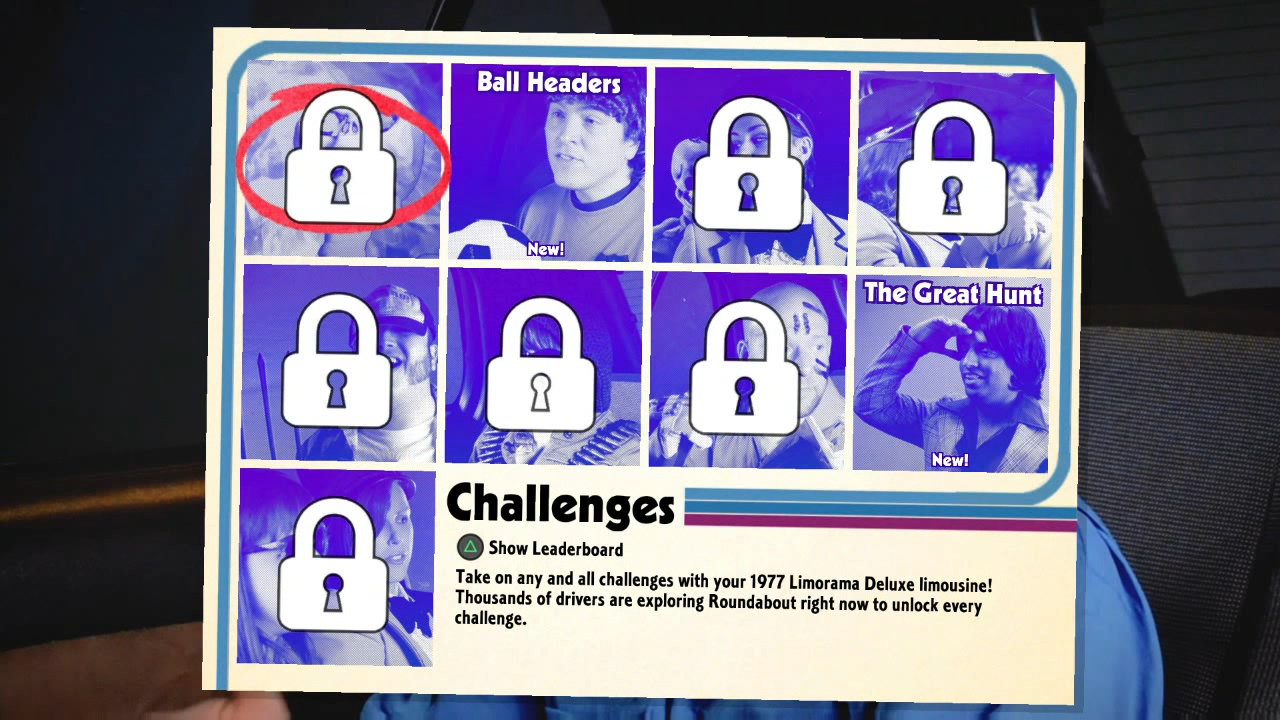 Ball Headers
New!
The Great Hunt
New!
Challenges
Show Leaderboard
Take on any and all challenges with your 1977 Limorama Deluxe limousine!
Thousands of drivers are exploring Roundabout right now to unlock every
challenge.